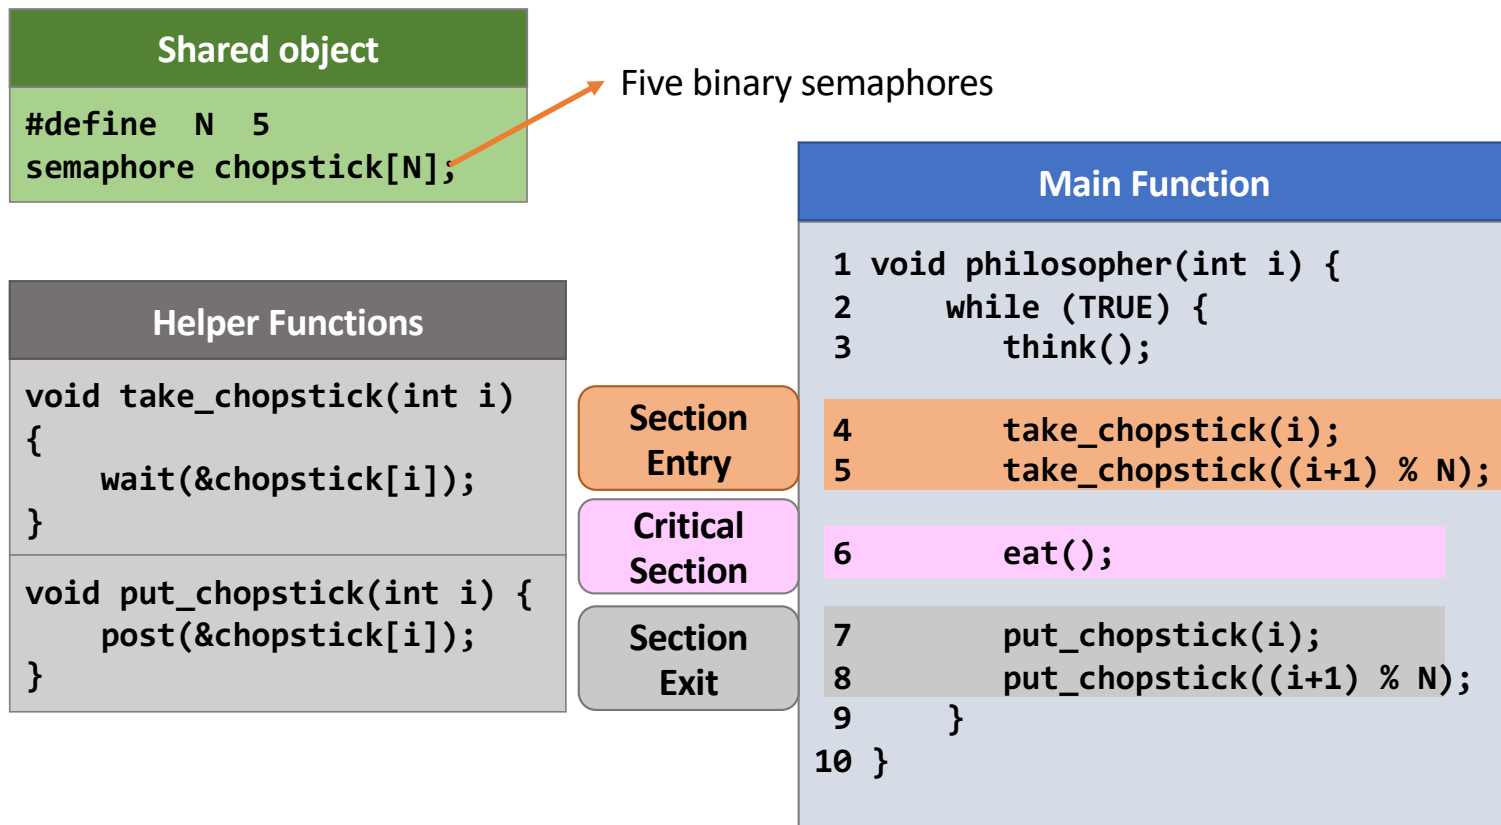 Shared object
#define  N  5
semaphore chopstick[N];
Five binary semaphores
Helper Functions
void take_chopstick(int i)
{
    wait(&chopstick[i]);
}
void put_chopstick(int i) {
    post(&chopstick[i]);
}
Section
Entry
Critical
Section
Section
Exit
Main Function
1 void philosopher(int i) {
2     while (TRUE) {
3        think();
4        take_chopstick(i);
5        take_chopstick((i+1) % N);
6        eat();
7        put_chopstick(i);
8        put_chopstick((i+1) % N);
9     }
10 }